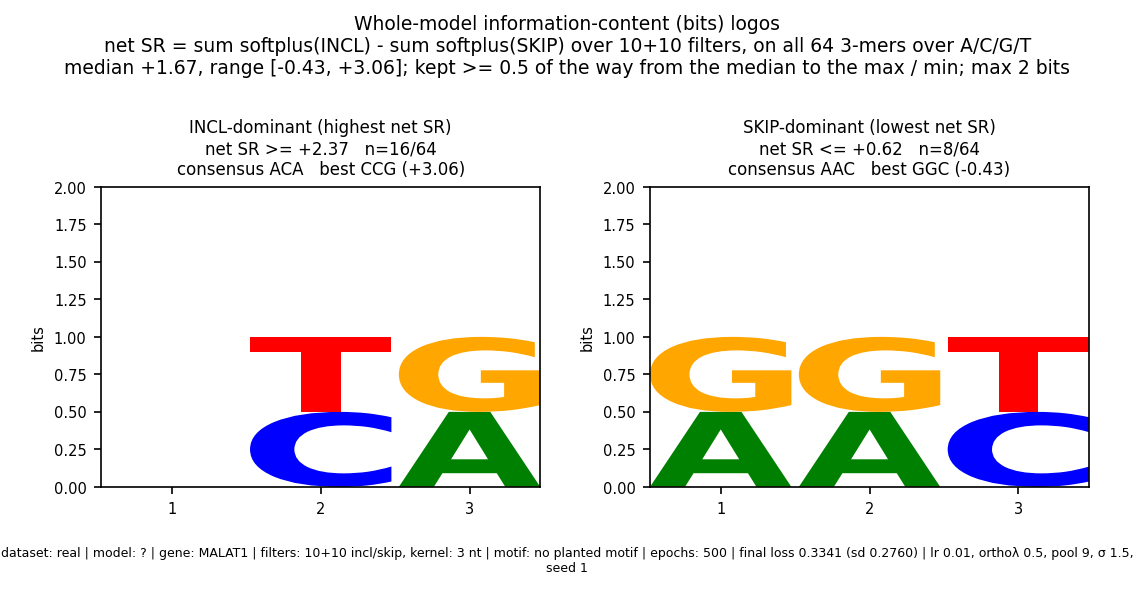 Whole-model information-content (bits) logos
net SR = sum softplus(INCL) - sum softplus(SKIP) over 10+10 filters, on all 64 3-mers over A/C/G/T
median +1.67, range [-0.43, +3.06]; kept >= 0.5 of the way from the median to the max / min; max 2 bits
INCL-dominant (highest net SR)
net SR >= +2.37   n=16/64
consensus ACA   best CCG (+3.06)
2.00
1.75
1.50
1.25
1.00
0.75
0.50
0.25
0.00
bits
T G
C A
1 2 3
SKIP-dominant (lowest net SR)
net SR <= +0.62   n=8/64
consensus AAC   best GGC (-0.43)
2.00
1.75
1.50
1.25
1.00
0.75
0.50
0.25
0.00
bits
G G T
A A C
1 2 3
dataset: real | model: ? | gene: MALAT1 | filters: 10+10 incl/skip, kernel: 3 nt | motif: no planted motif | epochs: 500 | final loss 0.3341 (sd 0.2760) | lr 0.01, orthoλ 0.5, pool 9, σ 1.5,
seed 1